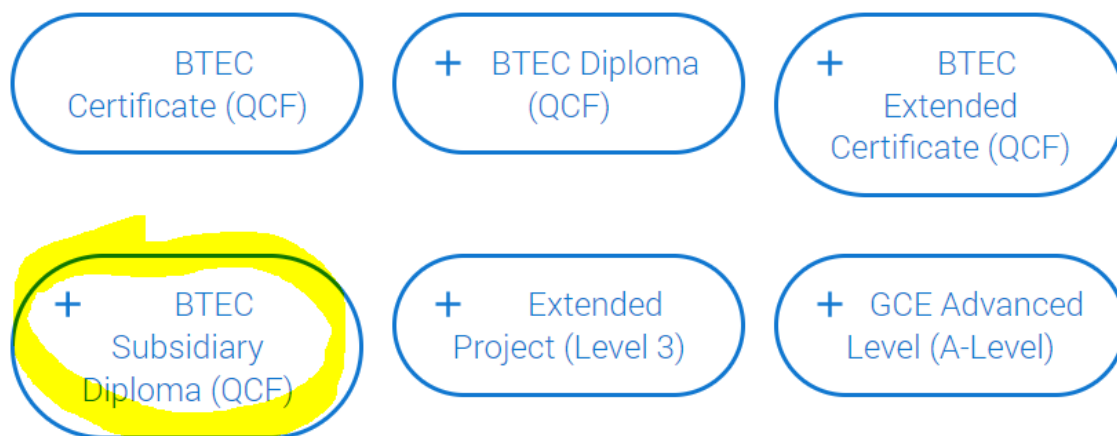 BTEC
Certificate (QCF)
+ BTEC Diploma
(QCF)
+ BTEC
Extended
Certificate (QCF)
+ BTEC
Subsidiary
Diploma (QCF)
+ Extended
Project (Level 3)
+ GCE Advanced
Level (A-Level)